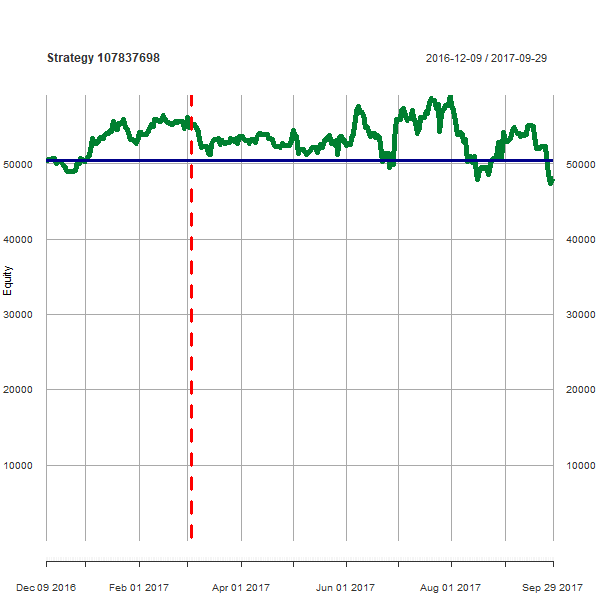 Strategy 107837698
2016-12-09 / 2017-09-29
50000 50000
40000 40000
Equity
30000 30000
20000 20000
10000 10000
Dec 09 2016 Feb 01 2017 Apr 01 2017 Jun 01 2017 Aug 01 2017 Sep 29 2017